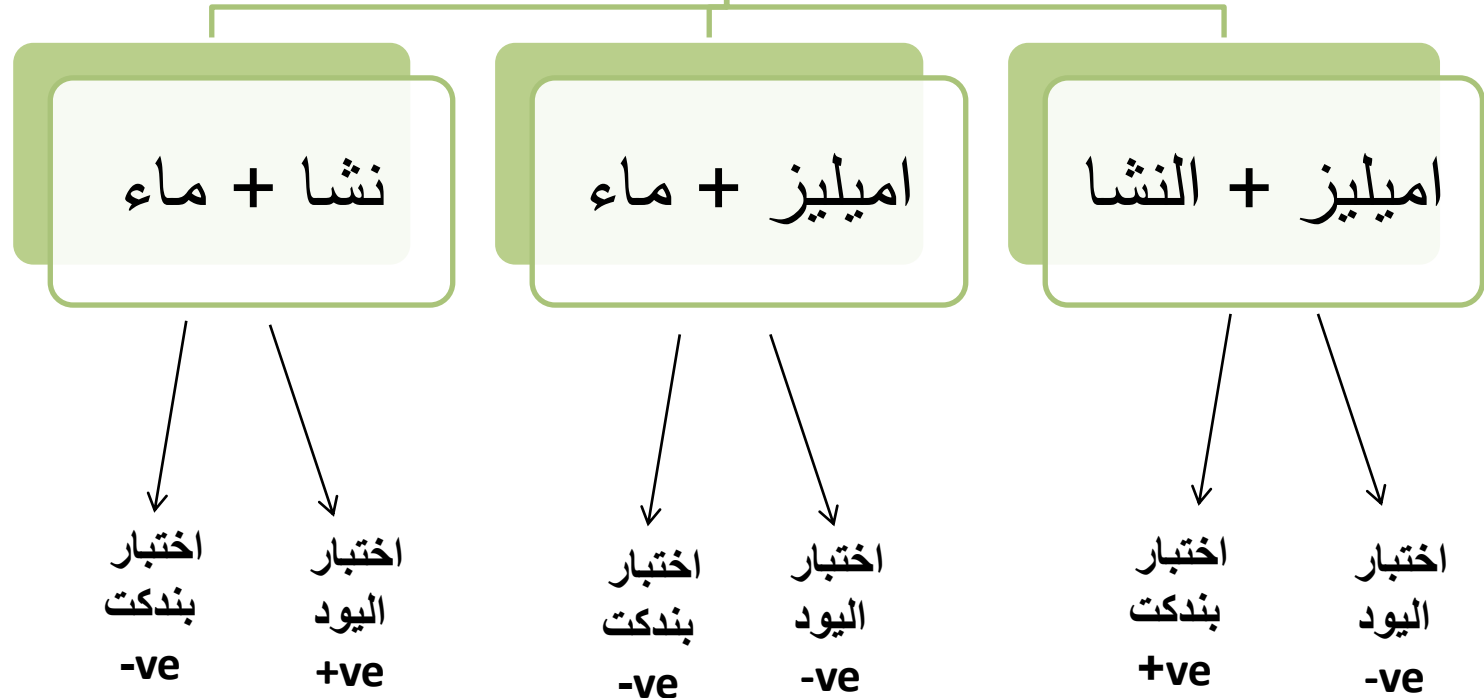 اميليز + النشا
اميليز + ماء
نشا + ماء
اختبار
اليود
-ve
اختبار
بندكت
+ve
اختبار
اليود
-ve
اختبار
بندكت
-ve
اختبار
اليود
+ve
اختبار
بندكت
-ve